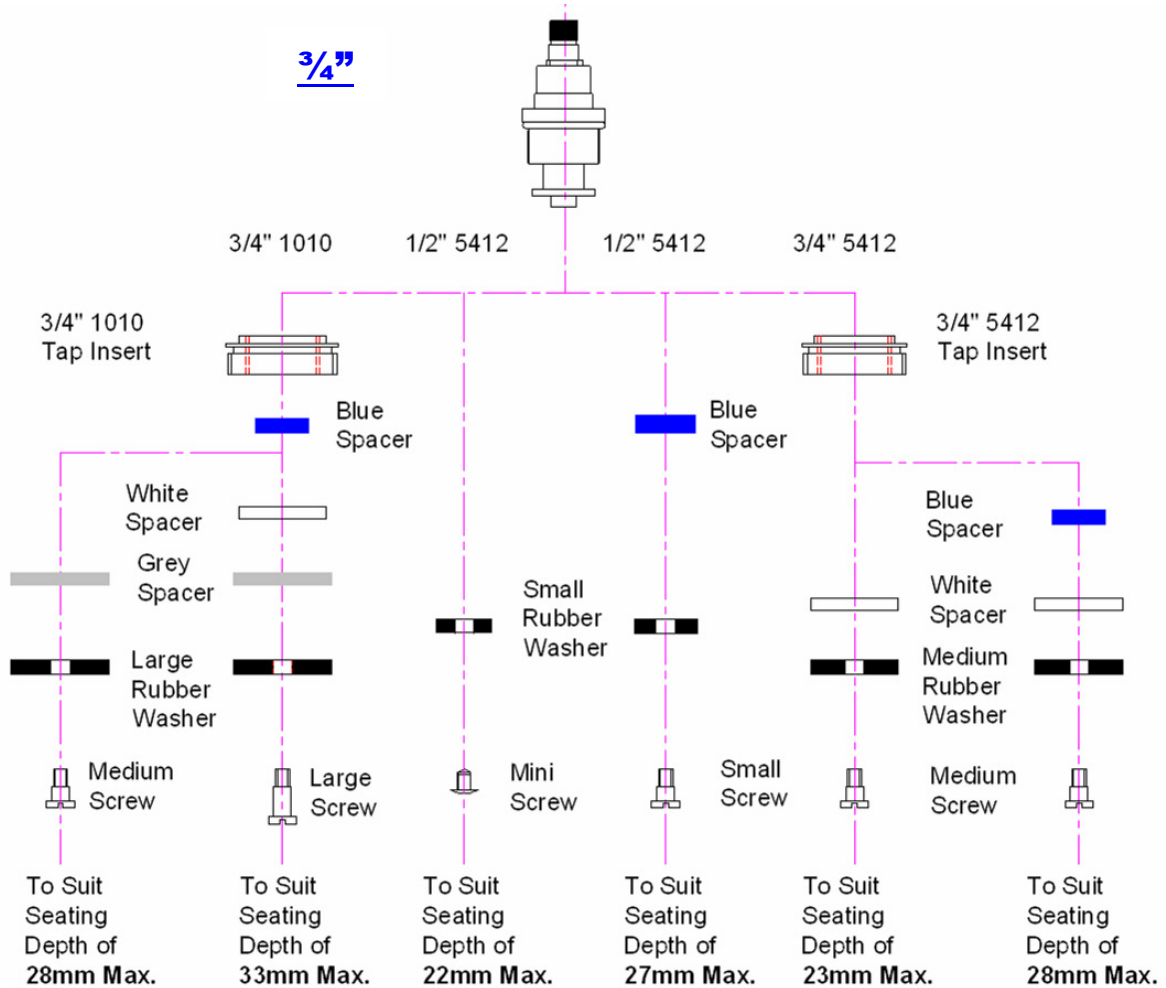 ¾”
3/4" 1010
1/2" 5412
1/2" 5412
3/4" 5412
3/4" 1010
Tap Insert
3/4" 5412
Tap Insert
Blue
Spacer
Blue
Spacer
White
Spacer
Blue
Spacer
Grey
Spacer
Small
Rubber
Washer
White
Spacer
Large
Rubber
Washer
Medium
Rubber
Washer
Medium
Screw
Large
Screw
Mini
Screw
Small
Screw
Medium
Screw
To Suit
Seating
Depth of
28mm Max.
To Suit
Seating
Depth of
33mm Max.
To Suit
Seating
Depth of
22mm Max.
To Suit
Seating
Depth of
27mm Max.
To Suit
Seating
Depth of
23mm Max.
To Suit
Seating
Depth of
28mm Max.